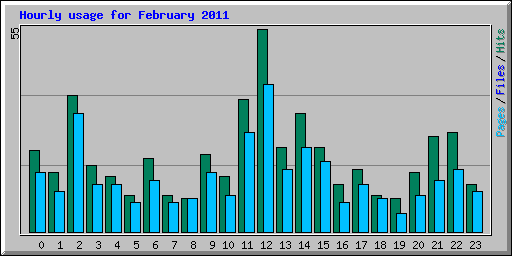 Hourly usage for February 2011
55
Pages/Files/Hits
0 1 2 3 4 5 6 7 8 9 10 11 12 13 14 15 16 17 18 19 20 21 22 23